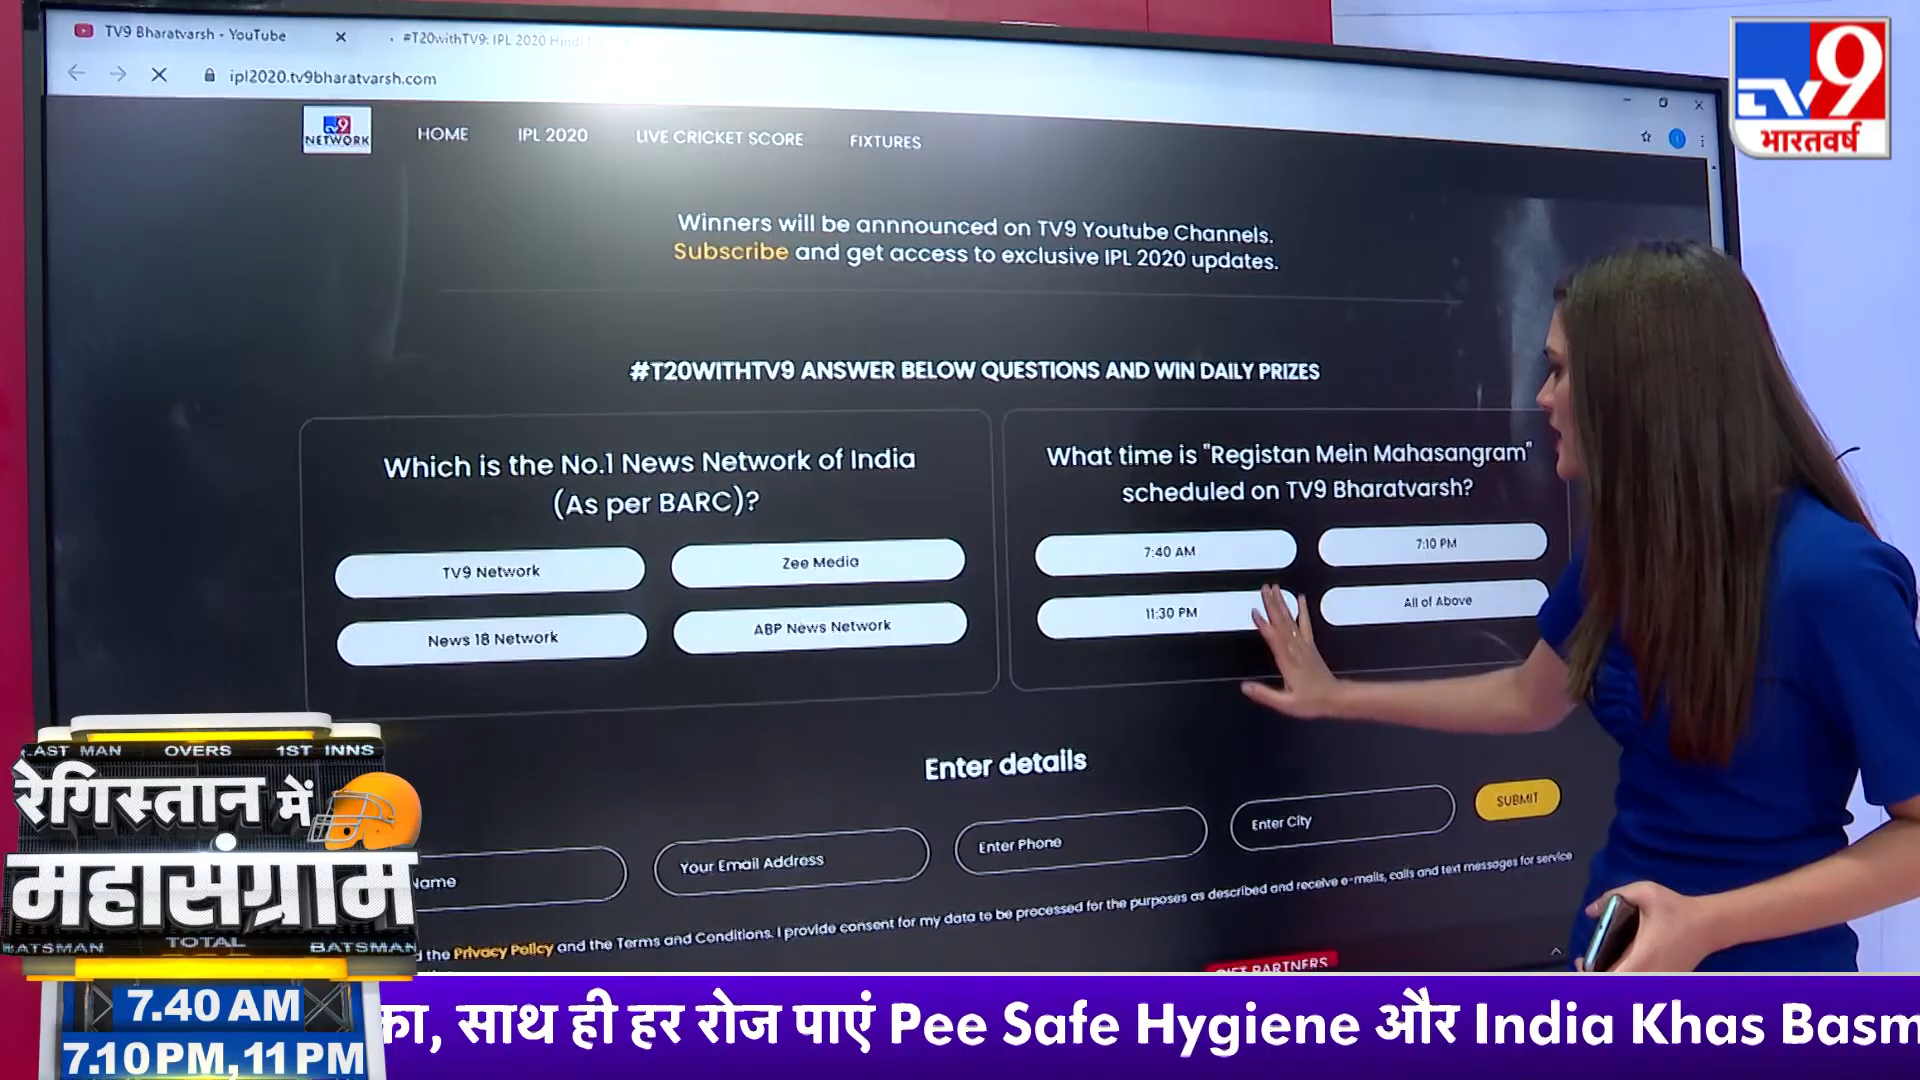 TV9 Bharatvarsh - YouTube
#T20withTV9: IPL 2020 Hindi
ipl2020.tv9bharatvarsh.com
TV9
भारतवर्ष
TV9
NETWORK
HOME
IPL 2020
LIVE CRICKET SCORE
FIXTURES
Winners will be annnounced on TV9 Youtube Channels.
Subscribe and get access to exclusive IPL 2020 updates.
#T20WITHTV9 ANSWER BELOW QUESTIONS AND WIN DAILY PRIZES
Which is the No.1 News Network of India
(As per BARC)?
TV9 Network
Zee Media
News 18 Network
ABP News Network
What time is "Registan Mein Mahasangram"
scheduled on TV9 Bharatvarsh?
7:40 AM
7:10 PM
11:30 PM
All of Above
Enter details
Name
Your Email Address
Enter Phone
Enter City
SUBMIT
the Privacy Policy and the Terms and Conditions. I provide consent for my data to be processed for the purposes as described and receive e-mails, calls and text messages for service
GIFT PARTNERS
LAST MAN OVERS 1ST INNS
रेगिस्तान में
महासंग्राम
BATSMAN TOTAL BATSMAN
7.40 AM
7.10 PM, 11 PM
का, साथ ही हर रोज पाएं Pee Safe Hygiene और India Khas Basm